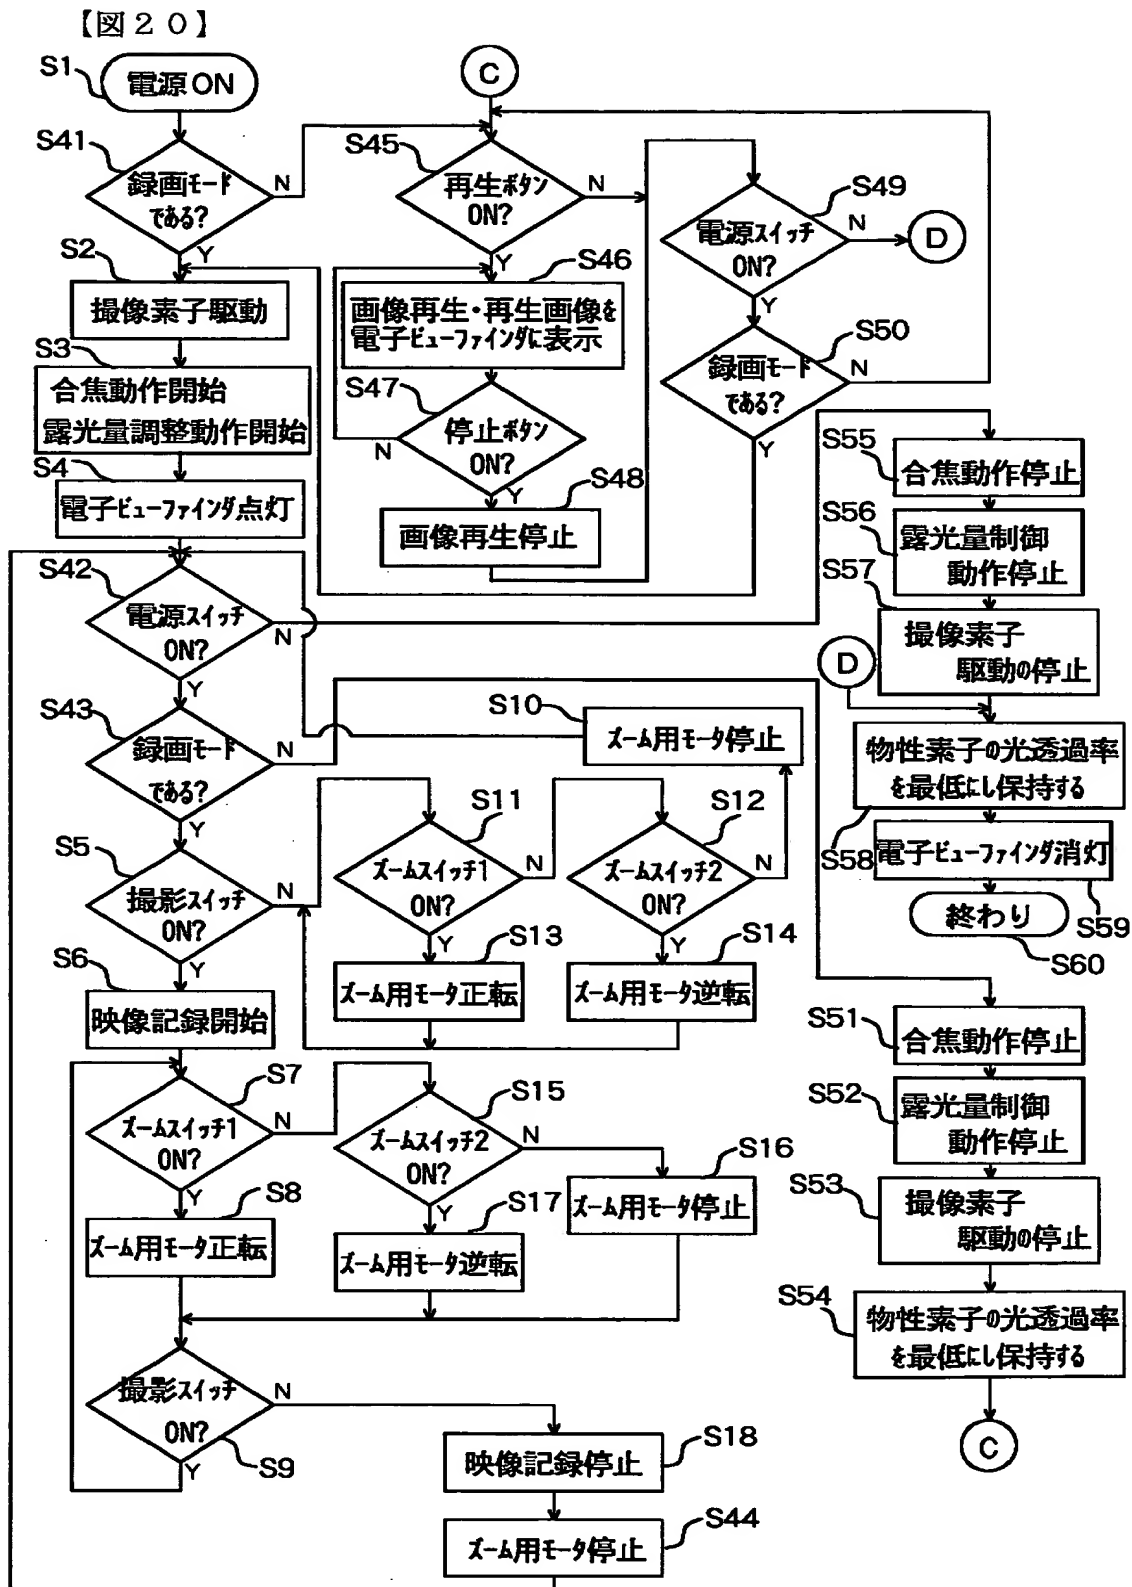 【図２０】
S1
電源ON
S41
録画モード
である?
N
Y
S2
撮像素子駆動
S3
合焦動作開始
露光量調整動作開始
S4
電子ビューファインダ点灯
S42
電源スイッチ
ON?
N
Y
S43
録画モード
である?
N
Y
S5
撮影スイッチ
ON?
N
Y
S6
映像記録開始
S7
ズームスイッチ1
ON?
N
Y
S8
ズーム用モータ正転
撮影スイッチ
ON?
N
Y
S9
C
S45
再生ボタン
ON?
N
Y
S46
画像再生・再生画像を
電子ビューファインダに表示
S47
停止ボタン
ON?
N
Y
S48
画像再生停止
S49
電源スイッチ
ON?
N
D
Y
S50
録画モード
である?
N
Y
S10
ズーム用モータ停止
S11
ズームスイッチ1
ON?
N
Y
S12
ズームスイッチ2
ON?
N
Y
S13
ズーム用モータ正転
S14
ズーム用モータ逆転
S15
ズームスイッチ2
ON?
N
Y
S16
ズーム用モータ停止
S17
ズーム用モータ逆転
S18
映像記録停止
S44
ズーム用モータ停止
S55
合焦動作停止
S56
露光量制御
動作停止
S57
撮像素子
駆動の停止
D
物性素子の光透過率
を最低にし保持する
S58
電子ビューファインダ消灯
S59
終わり
S60
S51
合焦動作停止
S52
露光量制御
動作停止
S53
撮像素子
駆動の停止
S54
物性素子の光透過率
を最低にし保持する
C